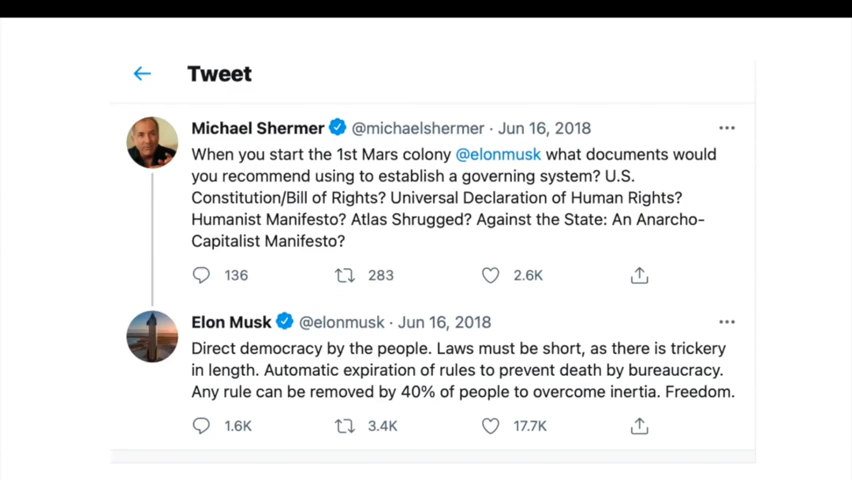 Tweet
Michael Shermer @michaelshermer · Jun 16, 2018
When you start the 1st Mars colony @elonmusk what documents would
you recommend using to establish a governing system? U.S.
Constitution/Bill of Rights? Universal Declaration of Human Rights?
Humanist Manifesto? Atlas Shrugged? Against the State: An Anarcho-
Capitalist Manifesto?
136 283 2.6K
Elon Musk @elonmusk · Jun 16, 2018
Direct democracy by the people. Laws must be short, as there is trickery
in length. Automatic expiration of rules to prevent death by bureaucracy.
Any rule can be removed by 40% of people to overcome inertia. Freedom.
1.6K 3.4K 17.7K